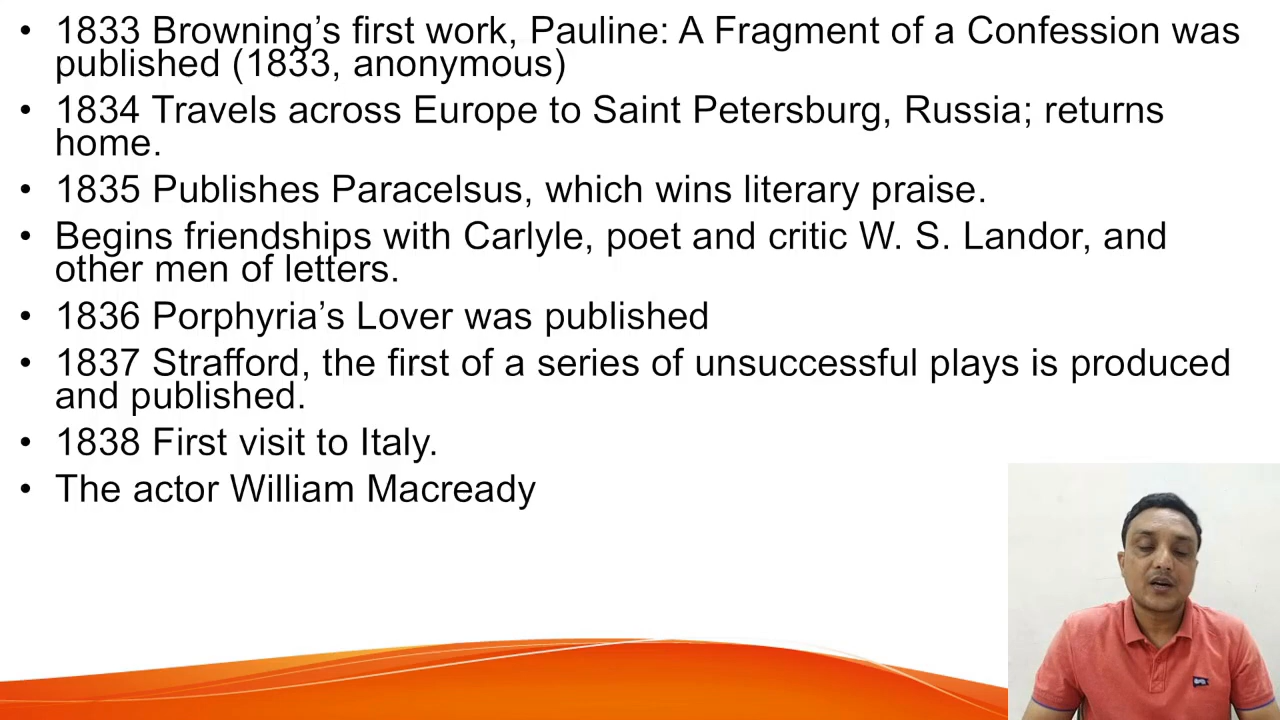 • 1833 Browning’s first work, Pauline: A Fragment of a Confession was
published (1833, anonymous)
• 1834 Travels across Europe to Saint Petersburg, Russia; returns
home.
• 1835 Publishes Paracelsus, which wins literary praise.
• Begins friendships with Carlyle, poet and critic W. S. Landor, and
other men of letters.
• 1836 Porphyria’s Lover was published
• 1837 Strafford, the first of a series of unsuccessful plays is produced
and published.
• 1838 First visit to Italy.
• The actor William Macready